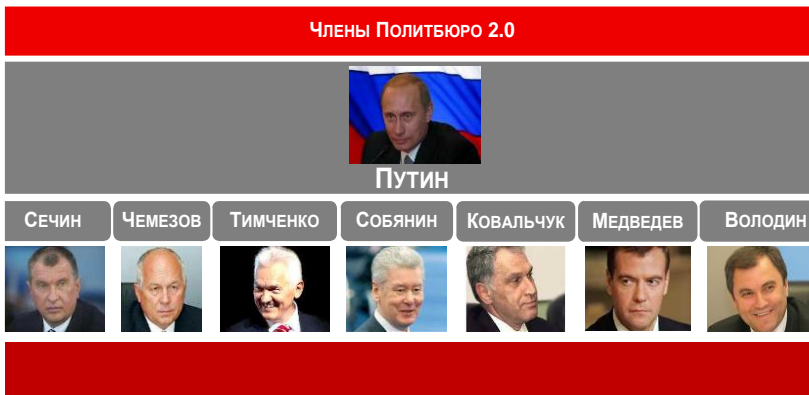 Члены Политбюро 2.0
Путин
Сечин Чемезов Тимченко Собянин Ковальчук Медведев Володин